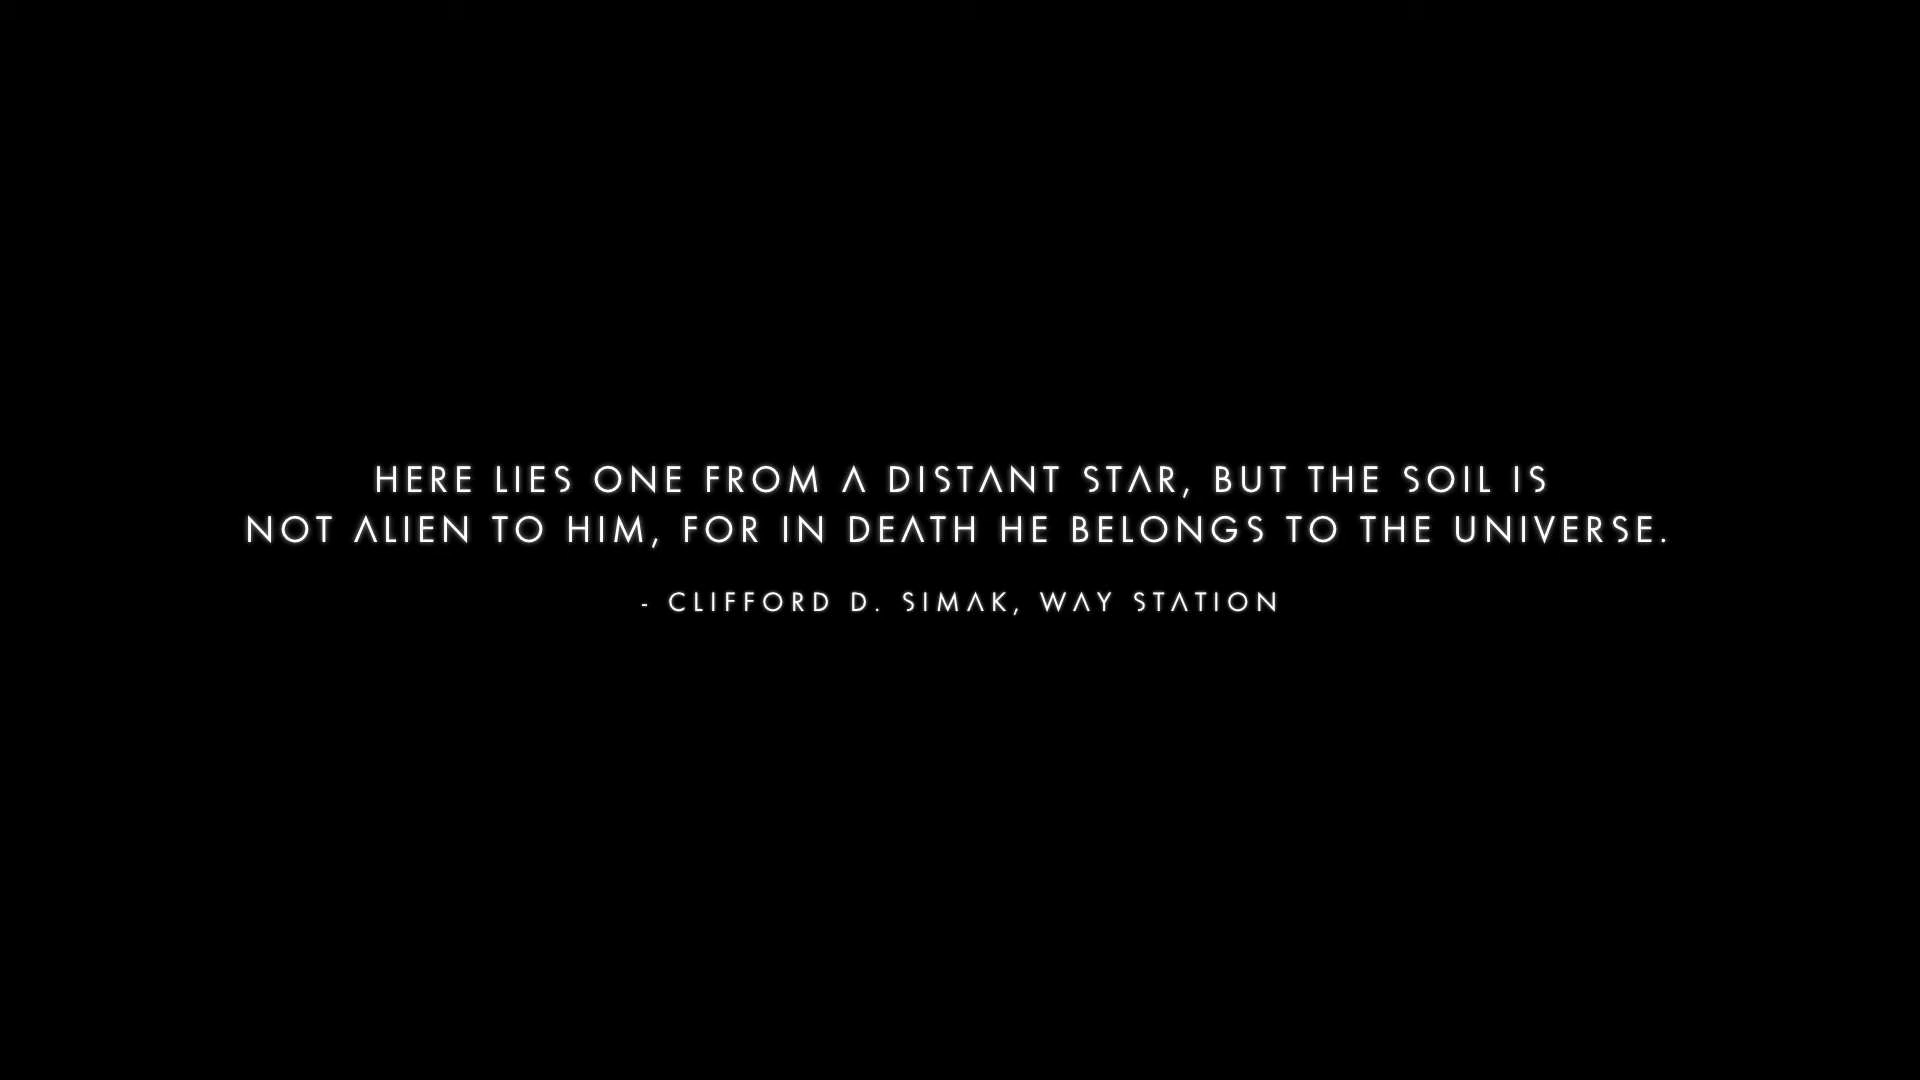 HERE LIES ONE FROM A DISTANT STAR, BUT THE SOIL IS
NOT ALIEN TO HIM, FOR IN DEATH HE BELONGS TO THE UNIVERSE.
- CLIFFORD D. SIMAK, WAY STATION